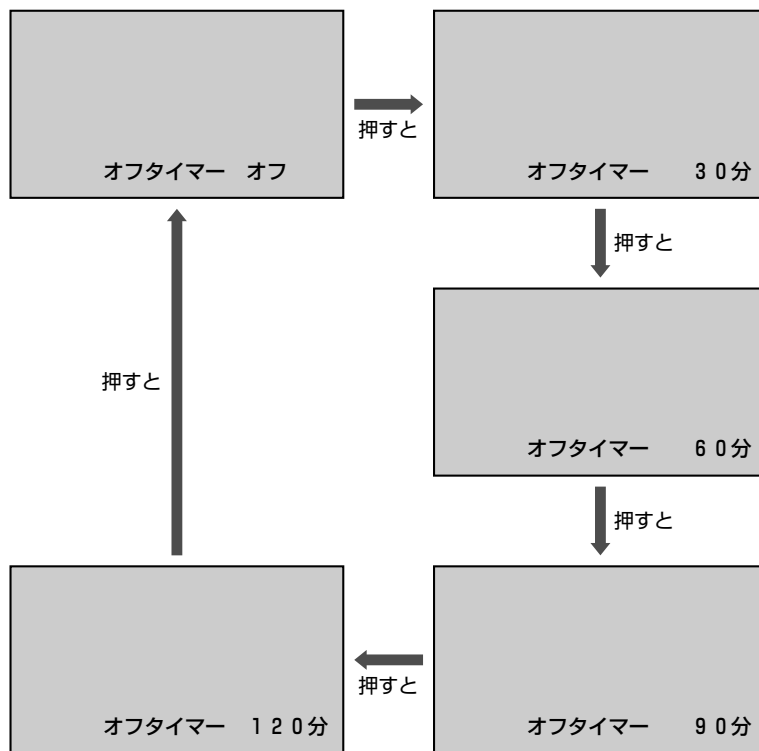 オフタイマー　オフ
押すと
オフタイマー　　３０分
押すと
オフタイマー　　６０分
押すと
オフタイマー　　９０分
押すと
オフタイマー　１２０分
押すと